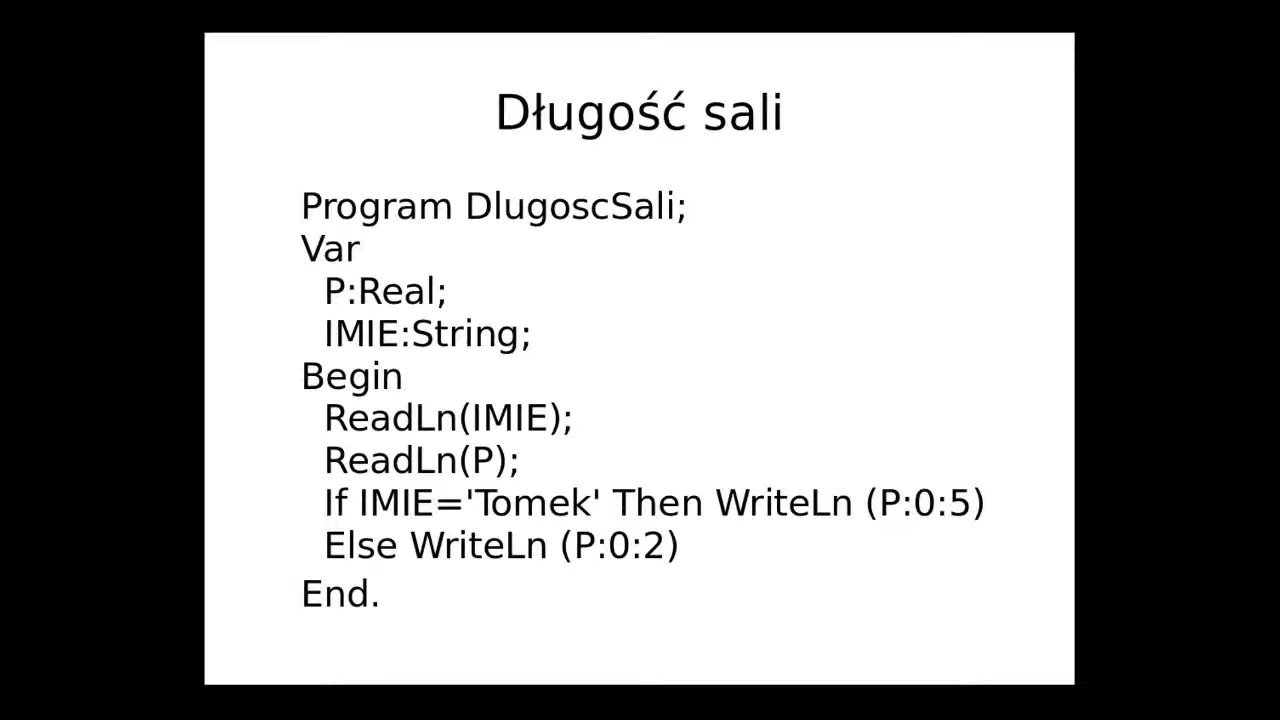 Długość sali
Program DlugoscSali;
Var
P:Real;
IMIE:String;
Begin
ReadLn(IMIE);
ReadLn(P);
If IMIE='Tomek' Then WriteLn (P:0:5)
Else WriteLn (P:0:2)
End.